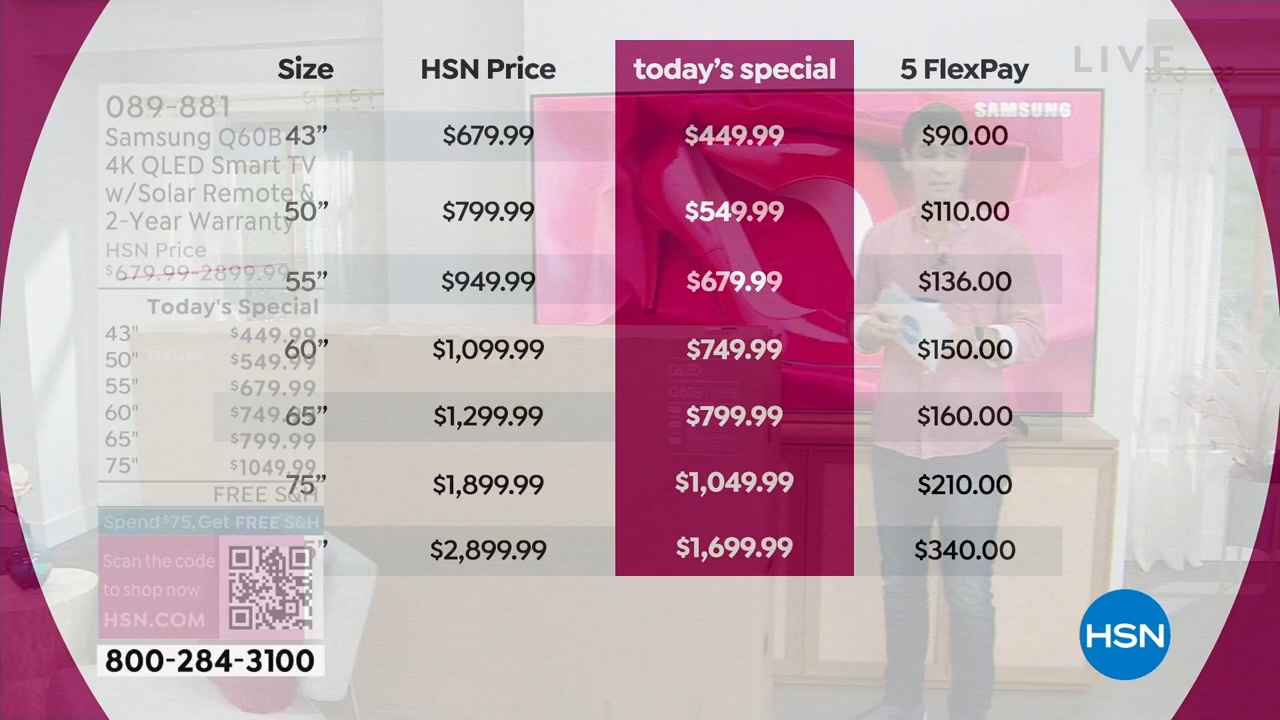 LIVE
Size HSN Price today's special 5 FlexPay
43” $679.99 $449.99 $90.00
50” $799.99 $549.99 $110.00
55” $949.99 $679.99 $136.00
60” $1,099.99 $749.99 $150.00
65” $1,299.99 $799.99 $160.00
75” $1,899.99 $1,049.99 $210.00
5” $2,899.99 $1,699.99 $340.00
089-881
Samsung Q60B
4K QLED Smart TV
w/Solar Remote &
2-Year Warranty
HSN Price
$679.99-2899.99
Today's Special
43" $449.99
50" $549.99
55" $679.99
60" $749.99
65" $799.99
75" $1049.99
FREE S&H
Spend $75, Get FREE S&H
Scan the code
to shop now
HSN.COM
800-284-3100
SAMSUNG
SAMSUNG
QLED
Q60B
HSN